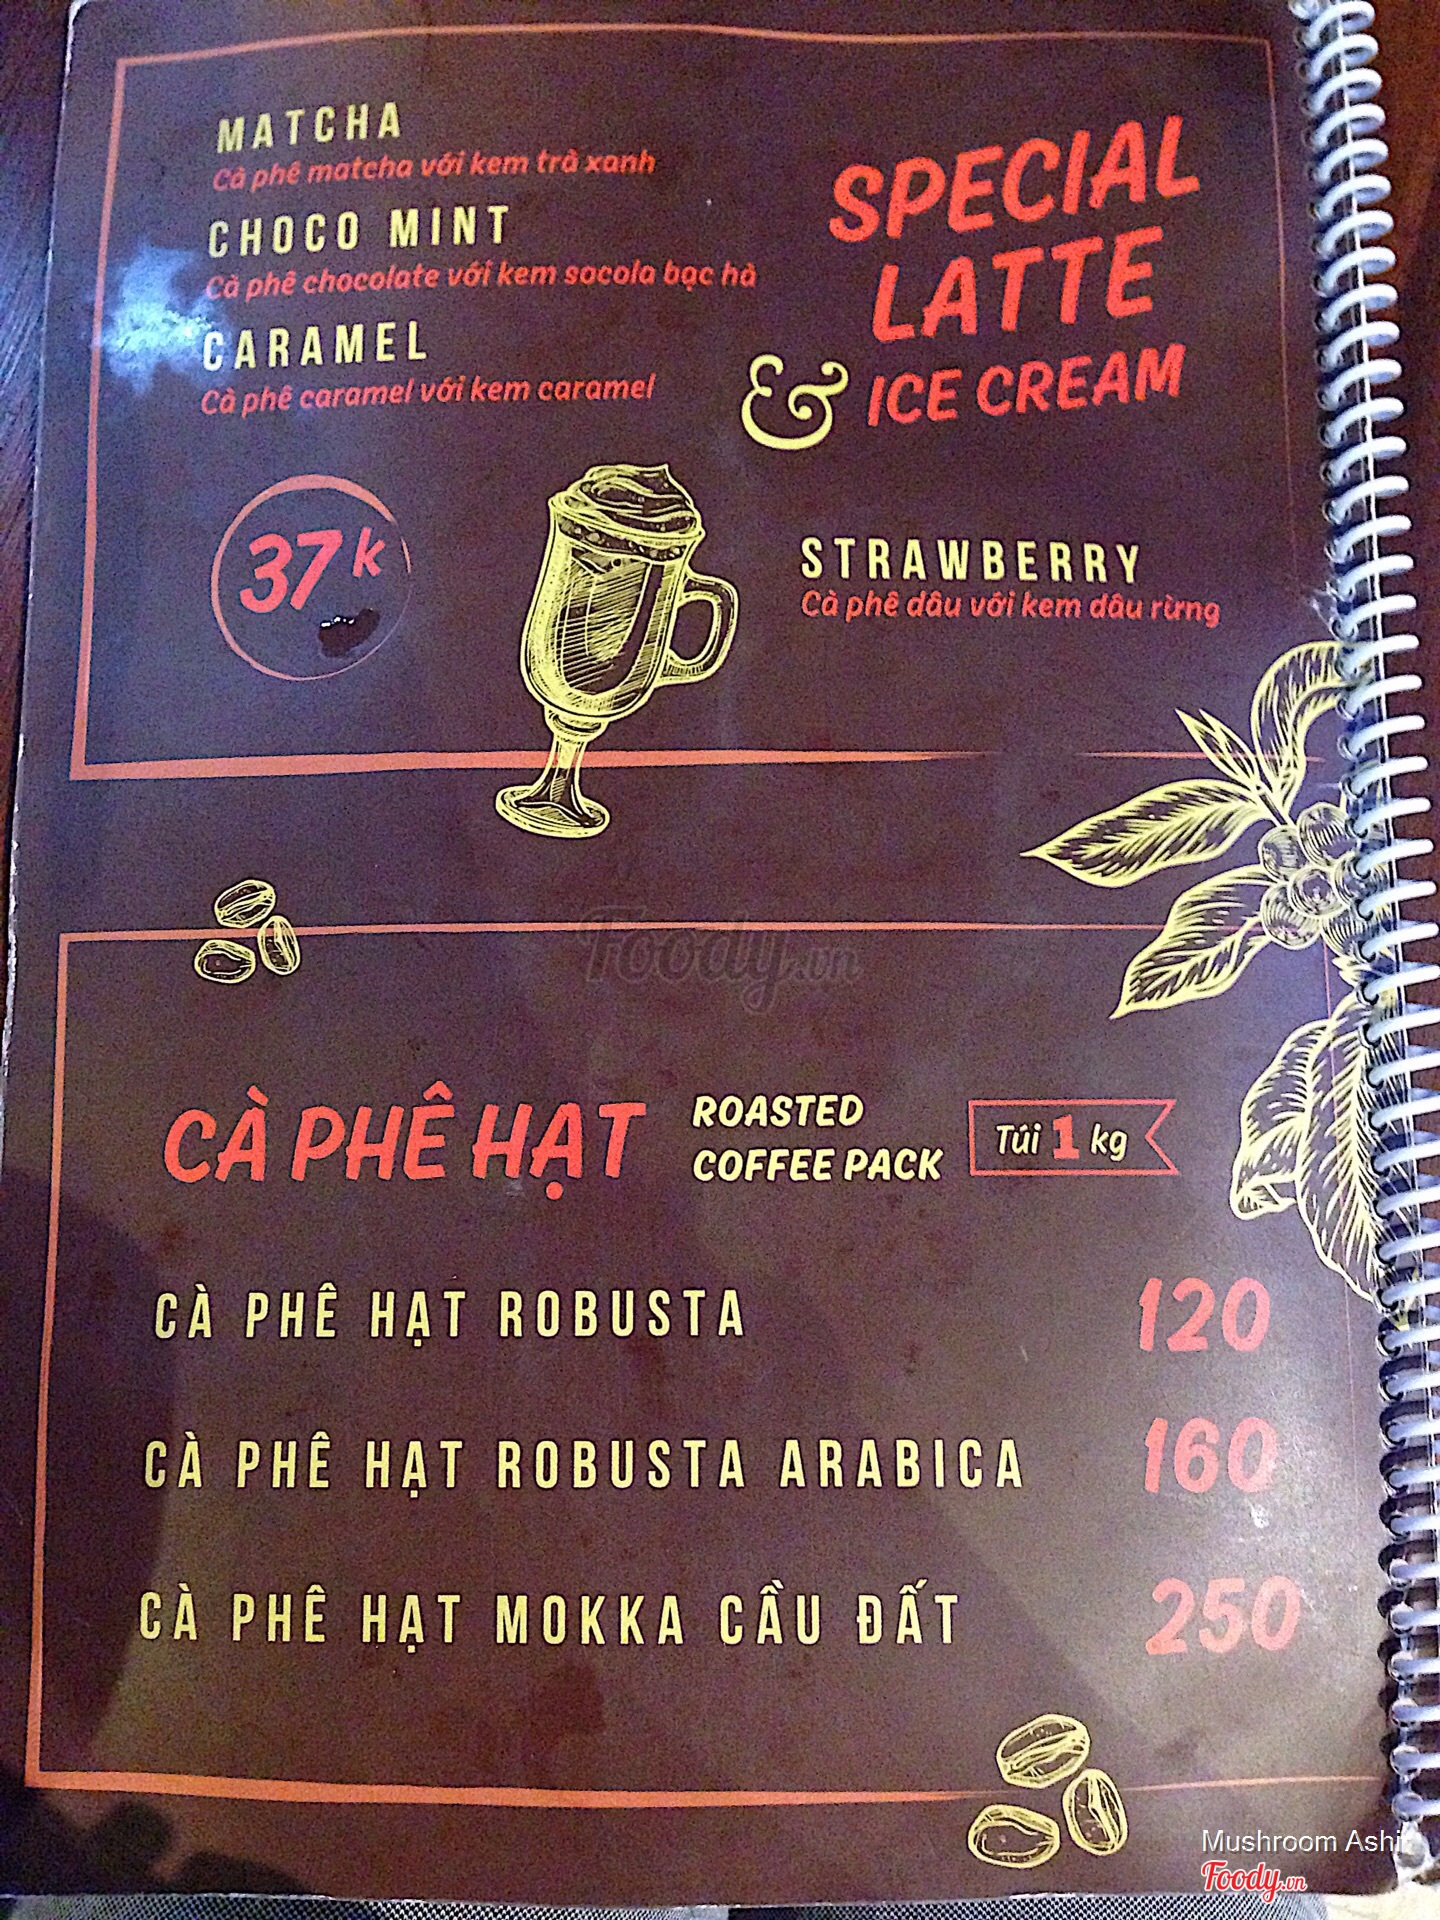 MATCHA
Cà phê matcha với kem trà xanh
CHOCO MINT
Cà phê chocolate với kem socola bạc hà
CARAMEL
Cà phê caramel với kem caramel
SPECIAL
LATTE
& ICE CREAM
37k
STRAWBERRY
Cà phê dâu với kem dâu rừng
Foody.vn
CÀ PHÊ HẠT
ROASTED
COFFEE PACK
Túi 1 kg
CÀ PHÊ HẠT ROBUSTA 120
CÀ PHÊ HẠT ROBUSTA ARABICA 160
CÀ PHÊ HẠT MOKKA CẦU ĐẤT 250
Mushroom Ashi
Foody.vn